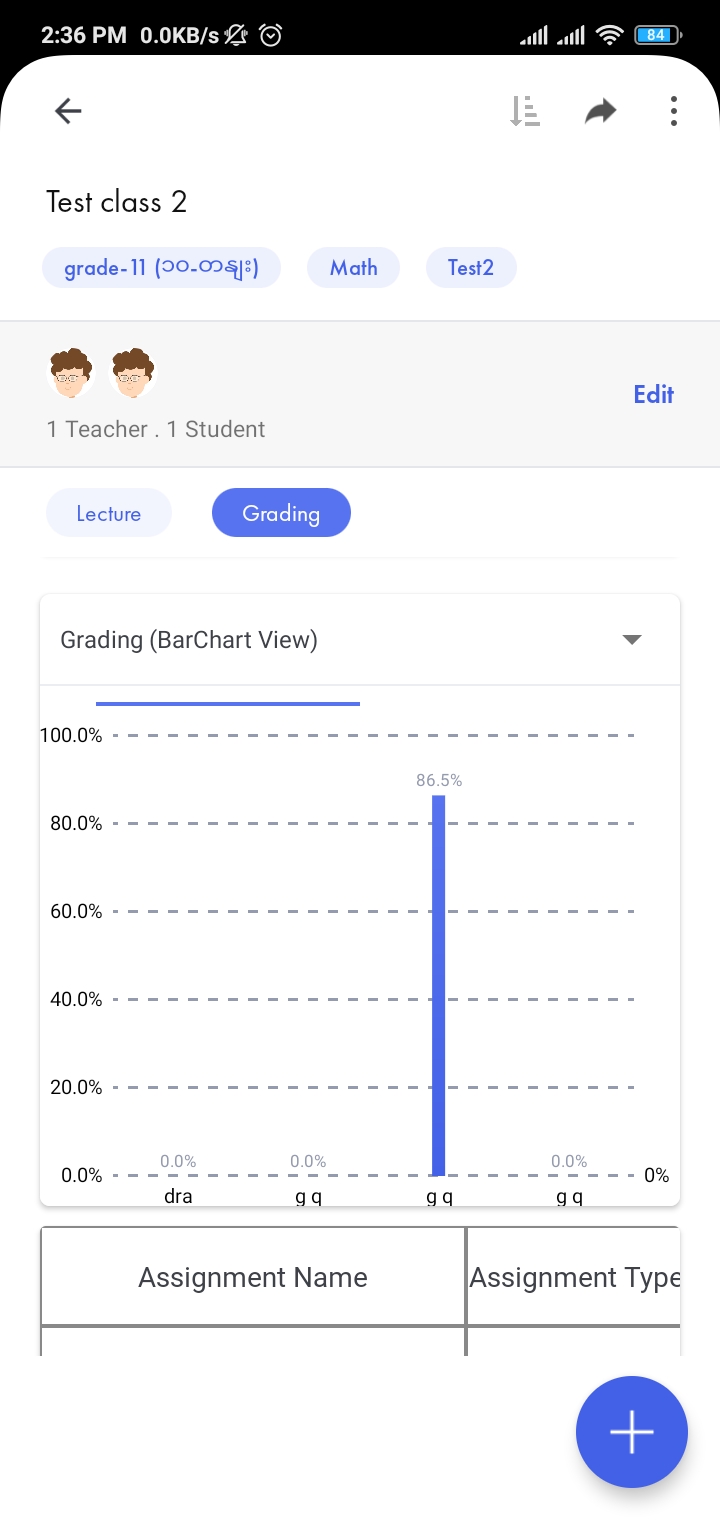 2:36 PM 0.0KB/s 84
Test class 2
grade-11 (၁၀-တန်း) Math Test2
1 Teacher . 1 Student
Edit
Lecture Grading
Grading (BarChart View)
100.0%
86.5%
80.0%
60.0%
40.0%
20.0%
0.0% 0.0% 0.0%
0.0% 0%
dra g q g q g q
Assignment Name Assignment Type